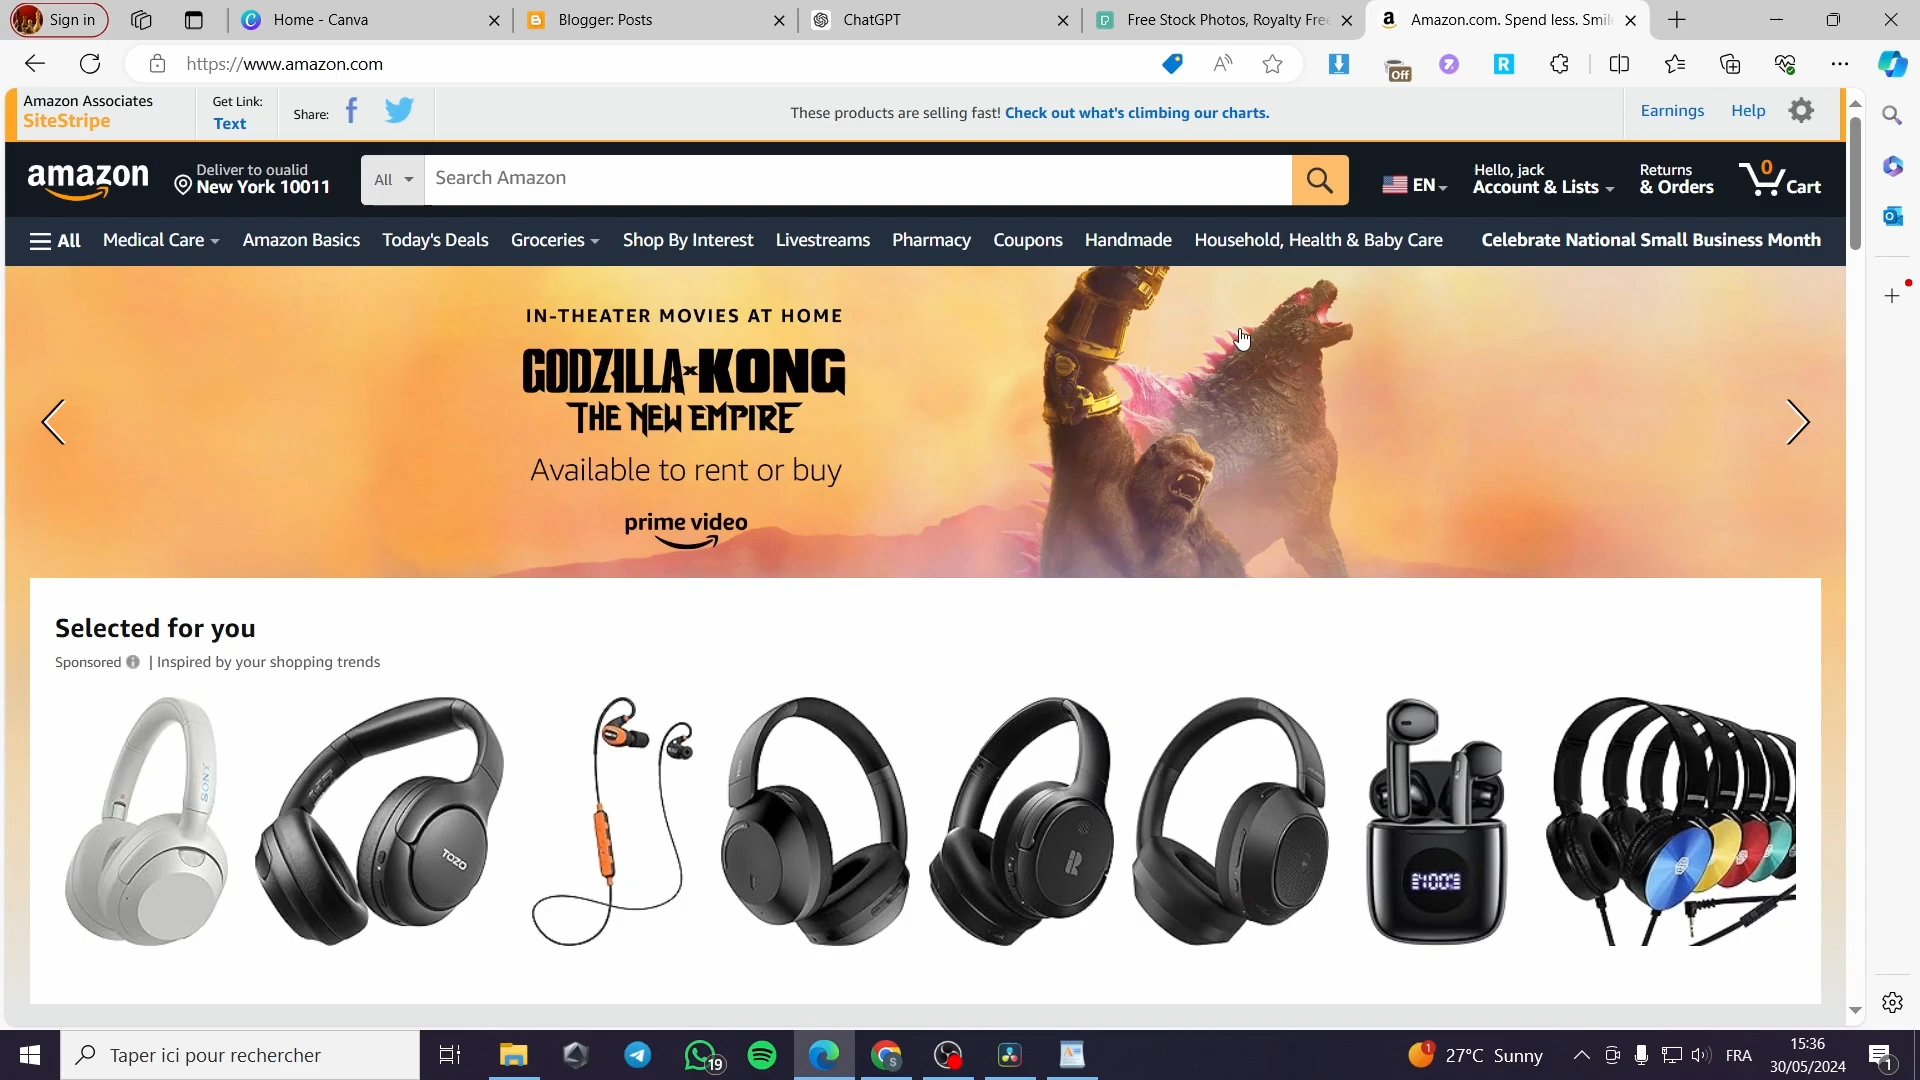 Sign in
Home - Canva
Blogger: Posts
ChatGPT
Free Stock Photos, Royalty Fre
Amazon.com. Spend less. Smil
https://www.amazon.com
Off
Amazon Associates
SiteStripe
Get Link:
Text
Share:
These products are selling fast! Check out what's climbing our charts.
Earnings
Help
amazon
Deliver to oualid
New York 10011
All
Search Amazon
EN
Hello, jack
Account & Lists
Returns
& Orders
0
Cart
All
Medical Care
Amazon Basics
Today's Deals
Groceries
Shop By Interest
Livestreams
Pharmacy
Coupons
Handmade
Household, Health & Baby Care
Celebrate National Small Business Month
IN-THEATER MOVIES AT HOME
GODZILLA x KONG
THE NEW EMPIRE
Available to rent or buy
prime video
Selected for you
Sponsored | Inspired by your shopping trends
SONY
TOZO
Taper ici pour rechercher
19
1
27°C Sunny
FRA
15:36
30/05/2024
1